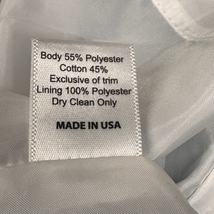 Body 55% Polyester
Cotton 45%
Exclusive of trim
Lining 100% Polyester
Dry Clean Only
MADE IN USA